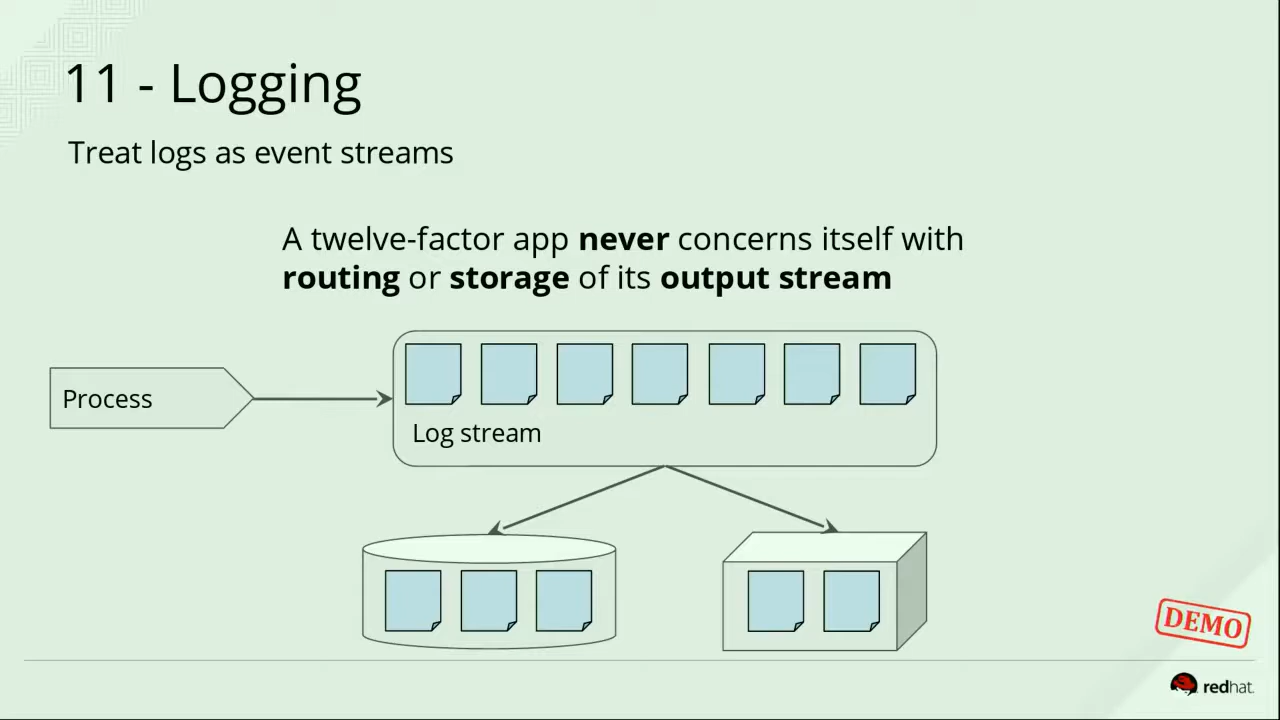 11 - Logging
Treat logs as event streams
A twelve-factor app never concerns itself with
routing or storage of its output stream
Process
Log stream
DEMO
redhat.